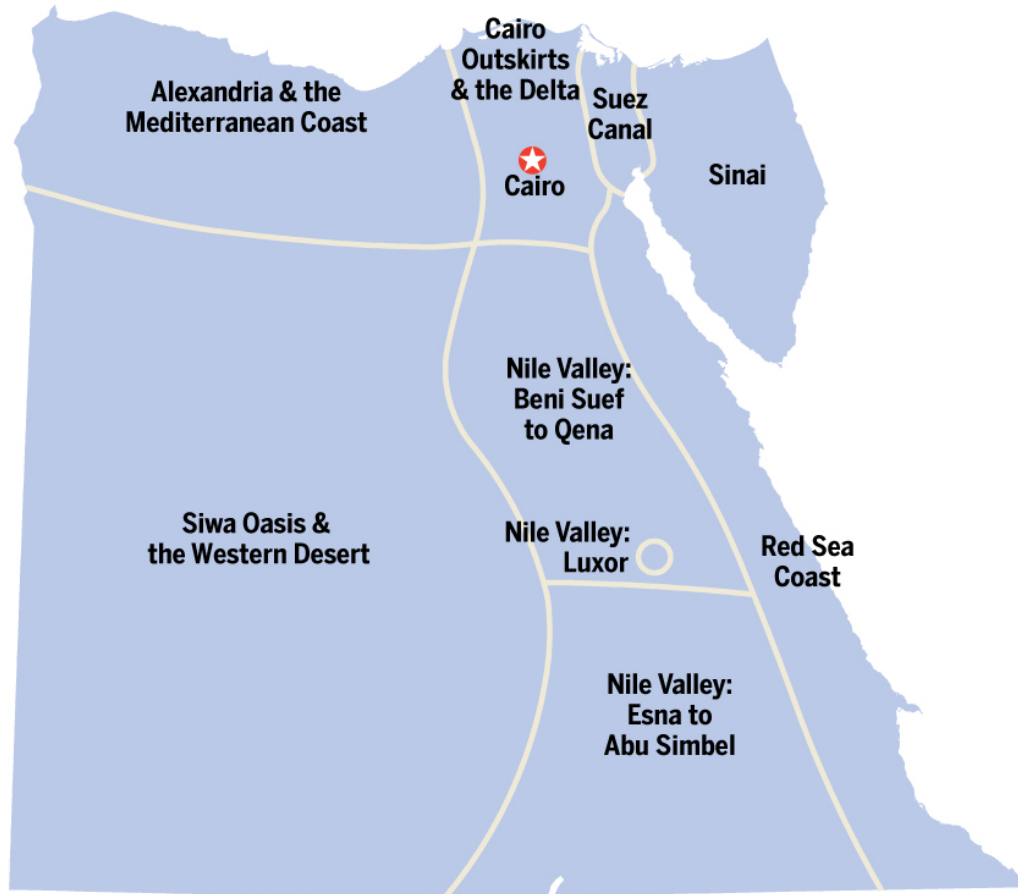 Cairo
Outskirts
& the Delta
Alexandria & the
Mediterranean Coast
Suez
Canal
Cairo
Sinai
Nile Valley:
Beni Suef
to Qena
Siwa Oasis &
the Western Desert
Nile Valley:
Luxor
Red Sea
Coast
Nile Valley:
Esna to
Abu Simbel